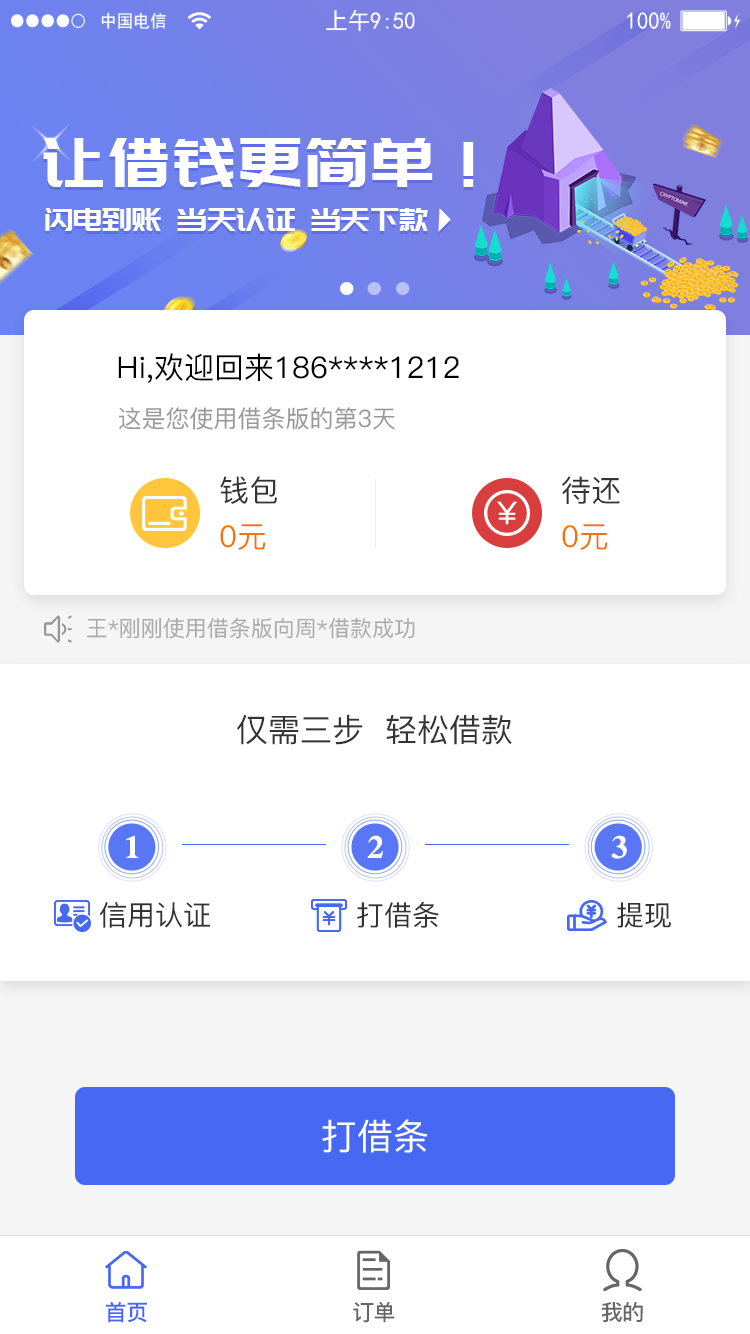 中国电信 上午9:50 100%
让借钱更简单!
闪电到账 当天认证 当天下款
CRYPTOMINE
Hi,欢迎回来186****1212
这是您使用借条版的第3天
钱包 待还
0元 0元
王*刚刚使用借条版向周*借款成功
仅需三步 轻松借款
1 2 3
信用认证 打借条 提现
打借条
首页 订单 我的